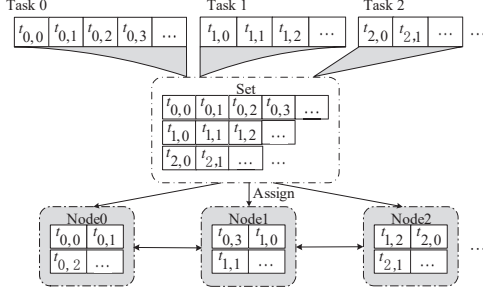 Task 0 Task 1 Task 2
t0,0 t0,1 t0,2 t0,3 ... t1,0 t1,1 t1,2 ... t2,0 t2,1 ... ...
Set
t0,0 t0,1 t0,2 t0,3 ...
t1,0 t1,1 t1,2 ...
t2,0 t2,1 ... ...
Assign
Node0 Node1 Node2
t0,0 t0,1 t0,3 t1,0 t1,2 t2,0 ...
t0,2 ... t1,1 ... t2,1 ...